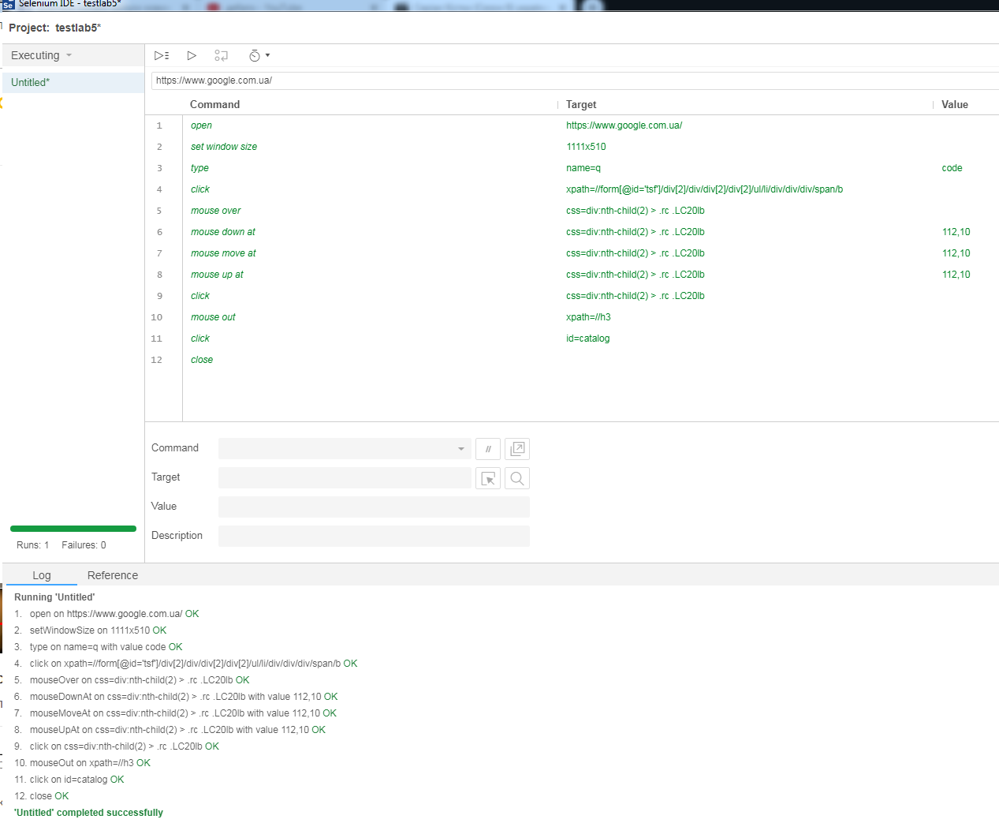 Se Selenium IDE - testlab5*
Project: testlab5*
Executing
Untitled*
https://www.google.com.ua/
Command Target Value
1 open https://www.google.com.ua/
2 set window size 1111x510
3 type name=q code
4 click xpath=//form[@id='tsf']/div[2]/div/div[2]/div[2]/ul/li/div/div/div/span/b
5 mouse over css=div:nth-child(2) > .rc .LC20lb
6 mouse down at css=div:nth-child(2) > .rc .LC20lb 112,10
7 mouse move at css=div:nth-child(2) > .rc .LC20lb 112,10
8 mouse up at css=div:nth-child(2) > .rc .LC20lb 112,10
9 click css=div:nth-child(2) > .rc .LC20lb
10 mouse out xpath=//h3
11 click id=catalog
12 close
Command //
Target
Value
Description
Runs: 1 Failures: 0
Log Reference
Running 'Untitled'
1. open on https://www.google.com.ua/ OK
2. setWindowSize on 1111x510 OK
3. type on name=q with value code OK
4. click on xpath=//form[@id='tsf']/div[2]/div/div[2]/div[2]/ul/li/div/div/div/span/b OK
5. mouseOver on css=div:nth-child(2) > .rc .LC20lb OK
6. mouseDownAt on css=div:nth-child(2) > .rc .LC20lb with value 112,10 OK
7. mouseMoveAt on css=div:nth-child(2) > .rc .LC20lb with value 112,10 OK
8. mouseUpAt on css=div:nth-child(2) > .rc .LC20lb with value 112,10 OK
9. click on css=div:nth-child(2) > .rc .LC20lb OK
10. mouseOut on xpath=//h3 OK
11. click on id=catalog OK
12. close OK
'Untitled' completed successfully